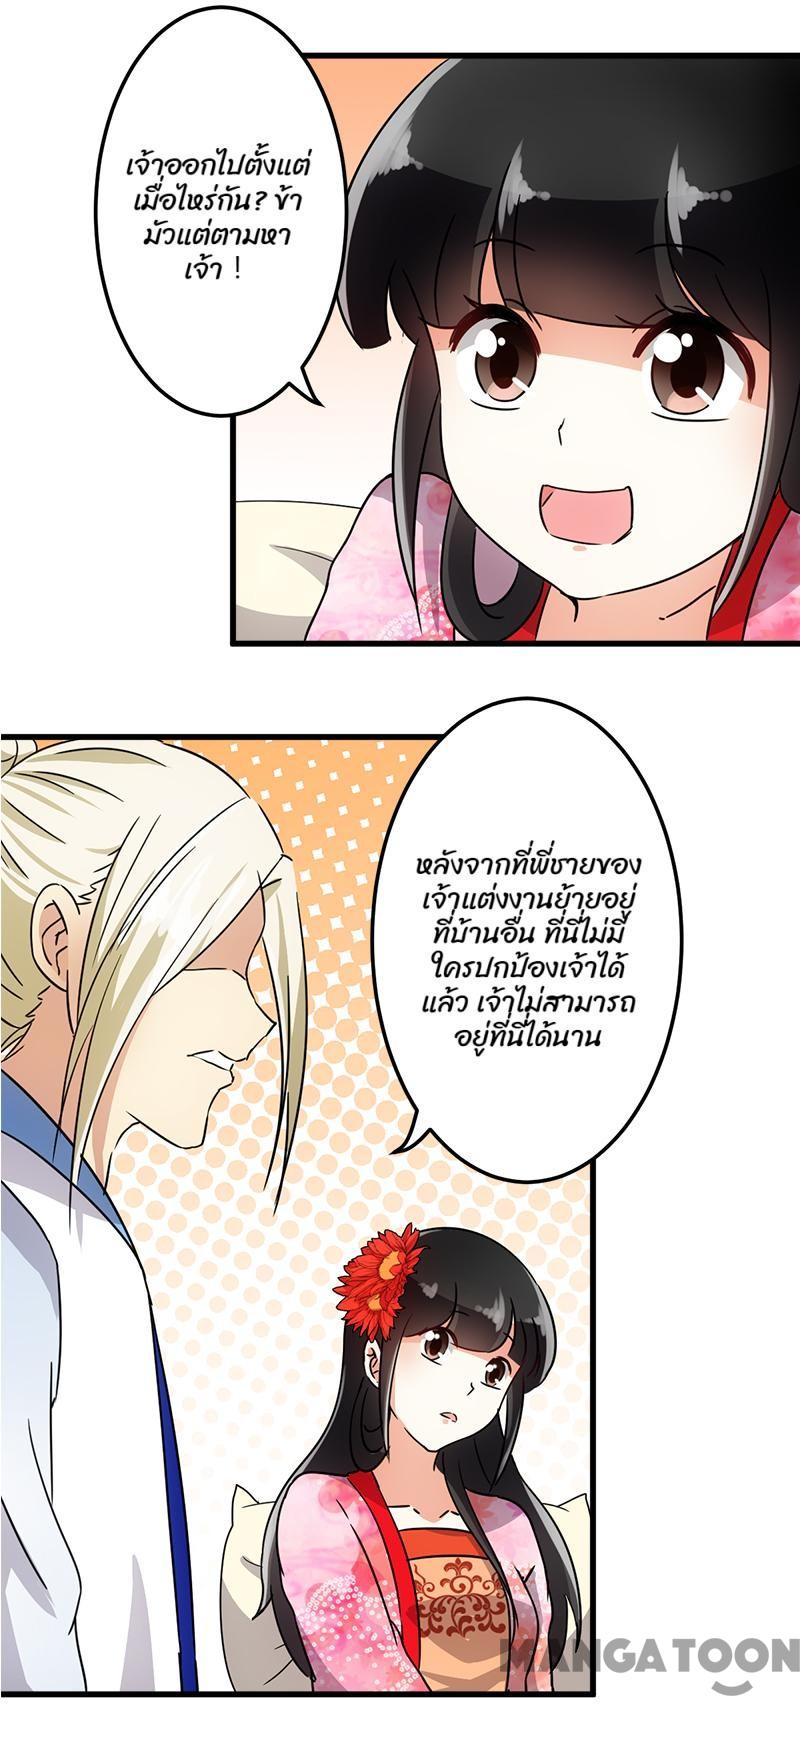 เจ้าออกไปตั้งแต่
เมื่อไหร่กัน? ข้า
มัวแต่ตามหา
เจ้า !
หลังจากที่พี่ชายของ
เจ้าแต่งงานย้ายอยู่
ที่บ้านอื่น ที่นี่ไม่มี
ใครปกป้องเจ้าได้
แล้ว เจ้าไม่สามารถ
อยู่ที่นี่ได้นาน
MANGATOON